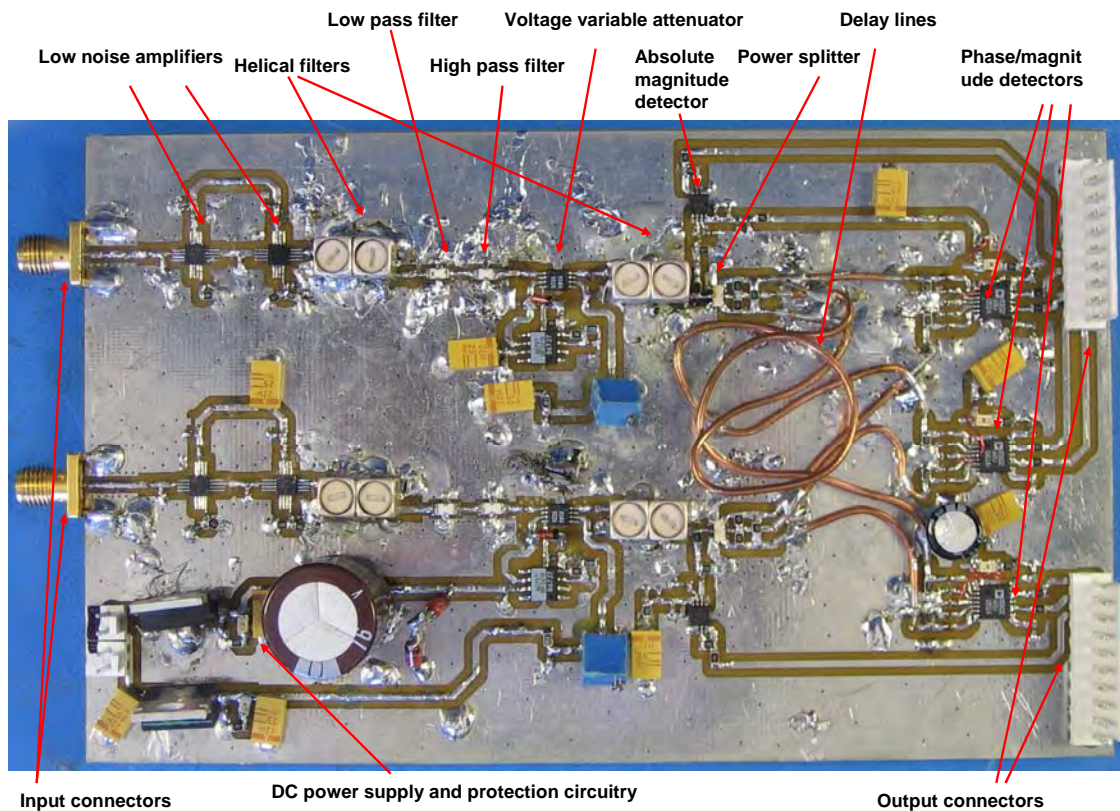 Low pass filter
Voltage variable attenuator
Delay lines
Low noise amplifiers
Helical filters
High pass filter
Absolute
magnitude
detector
Power splitter
Phase/magnit
ude detectors
Input connectors
DC power supply and protection circuitry
Output connectors